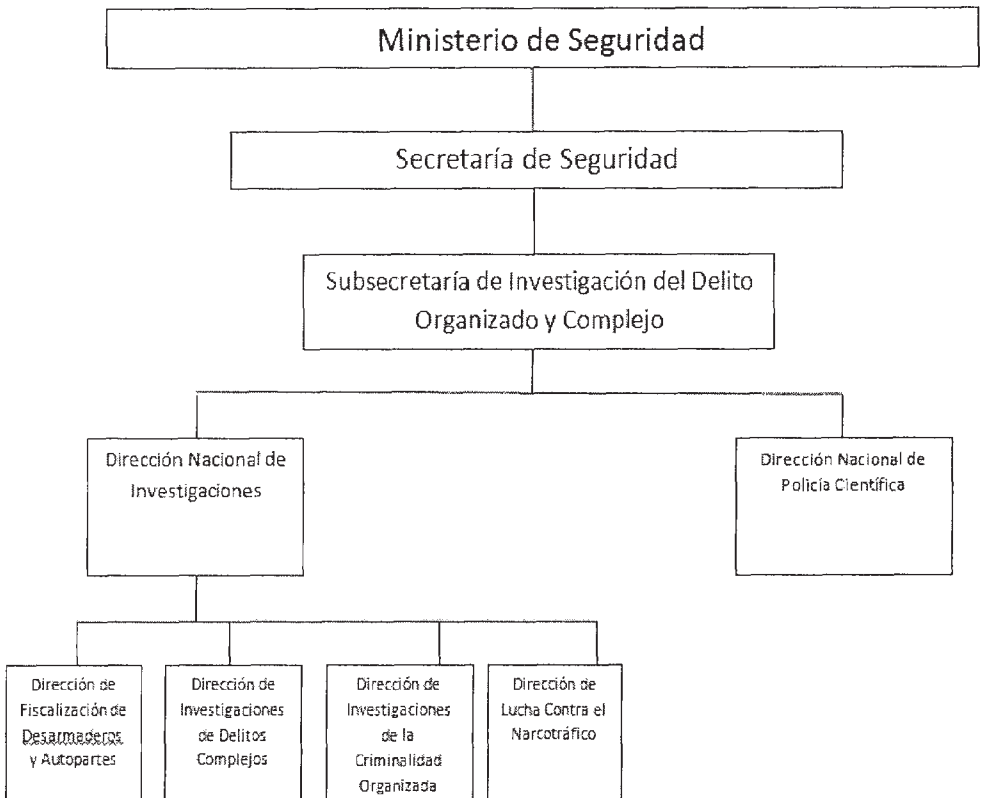 Ministerio de Seguridad
Secretaría de Seguridad
Subsecretaría de Investigación del Delito
Organizado y Complejo
Dirección Nacional de
Investigaciones
Dirección Nacional de
Policía Científica
Dirección de
Fiscalización de
Desarmaderos
y Autopartes
Dirección de
Investigaciones
de Delitos
Complejos
Dirección de
Investigaciones
de la
Criminalidad
Organizada
Dirección de
Lucha Contra el
Narcotráfico